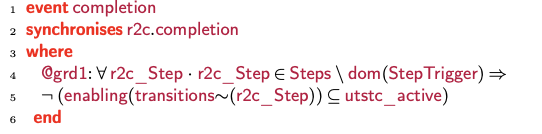 1 event completion
2 synchronises r2c.completion
3 where
4 @grd1: ∀ r2c_Step · r2c_Step ∈ Steps \ dom(StepTrigger) ⇒
5 ¬ (enabling(transitions∼(r2c_Step)) ⊆ utstc_active)
6 end